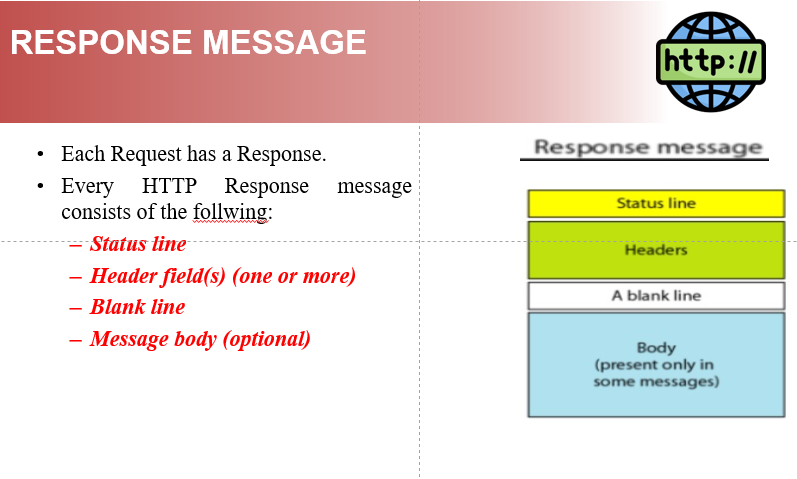 RESPONSE MESSAGE
http://
• Each Request has a Response.
• Every HTTP Response message
consists of the follwing:
– Status line
– Header field(s) (one or more)
– Blank line
– Message body (optional)
Response message
Status line
Headers
A blank line
Body
(present only in
some messages)